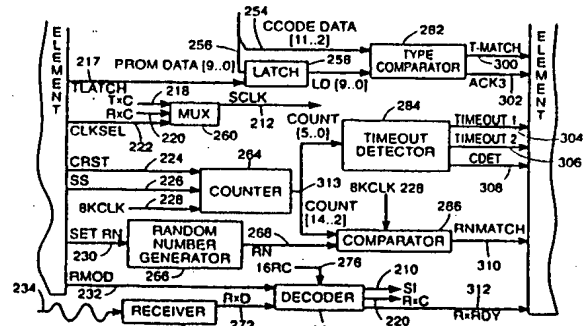 254
CCODE DATA
[11..2]
282
256
TYPE
COMPARATOR
T-MATCH
300
PROM DATA [9..0]
217
LATCH
258
LO [9..0]
ACK3
302
ELEMENT
ELEMENT
TLATCH
TxC
218
RxC
220
MUX
SCLK
212
260
CLKSEL
222
284
COUNT
[5..0]
TIMEOUT
DETECTOR
TIMEOUT 1
304
TIMEOUT 2
306
CDET
308
CRST
224
264
SS
226
COUNTER
313
8KCLK
228
8KCLK 228
COUNT
[14..2]
286
SET RN
230
RANDOM
NUMBER
GENERATOR
266
268
RN
COMPARATOR
RNMATCH
310
16RC
276
RMOD
232
234
RECEIVER
RxD
272
DECODER
210
SI
RxC
220
312
RxRDY